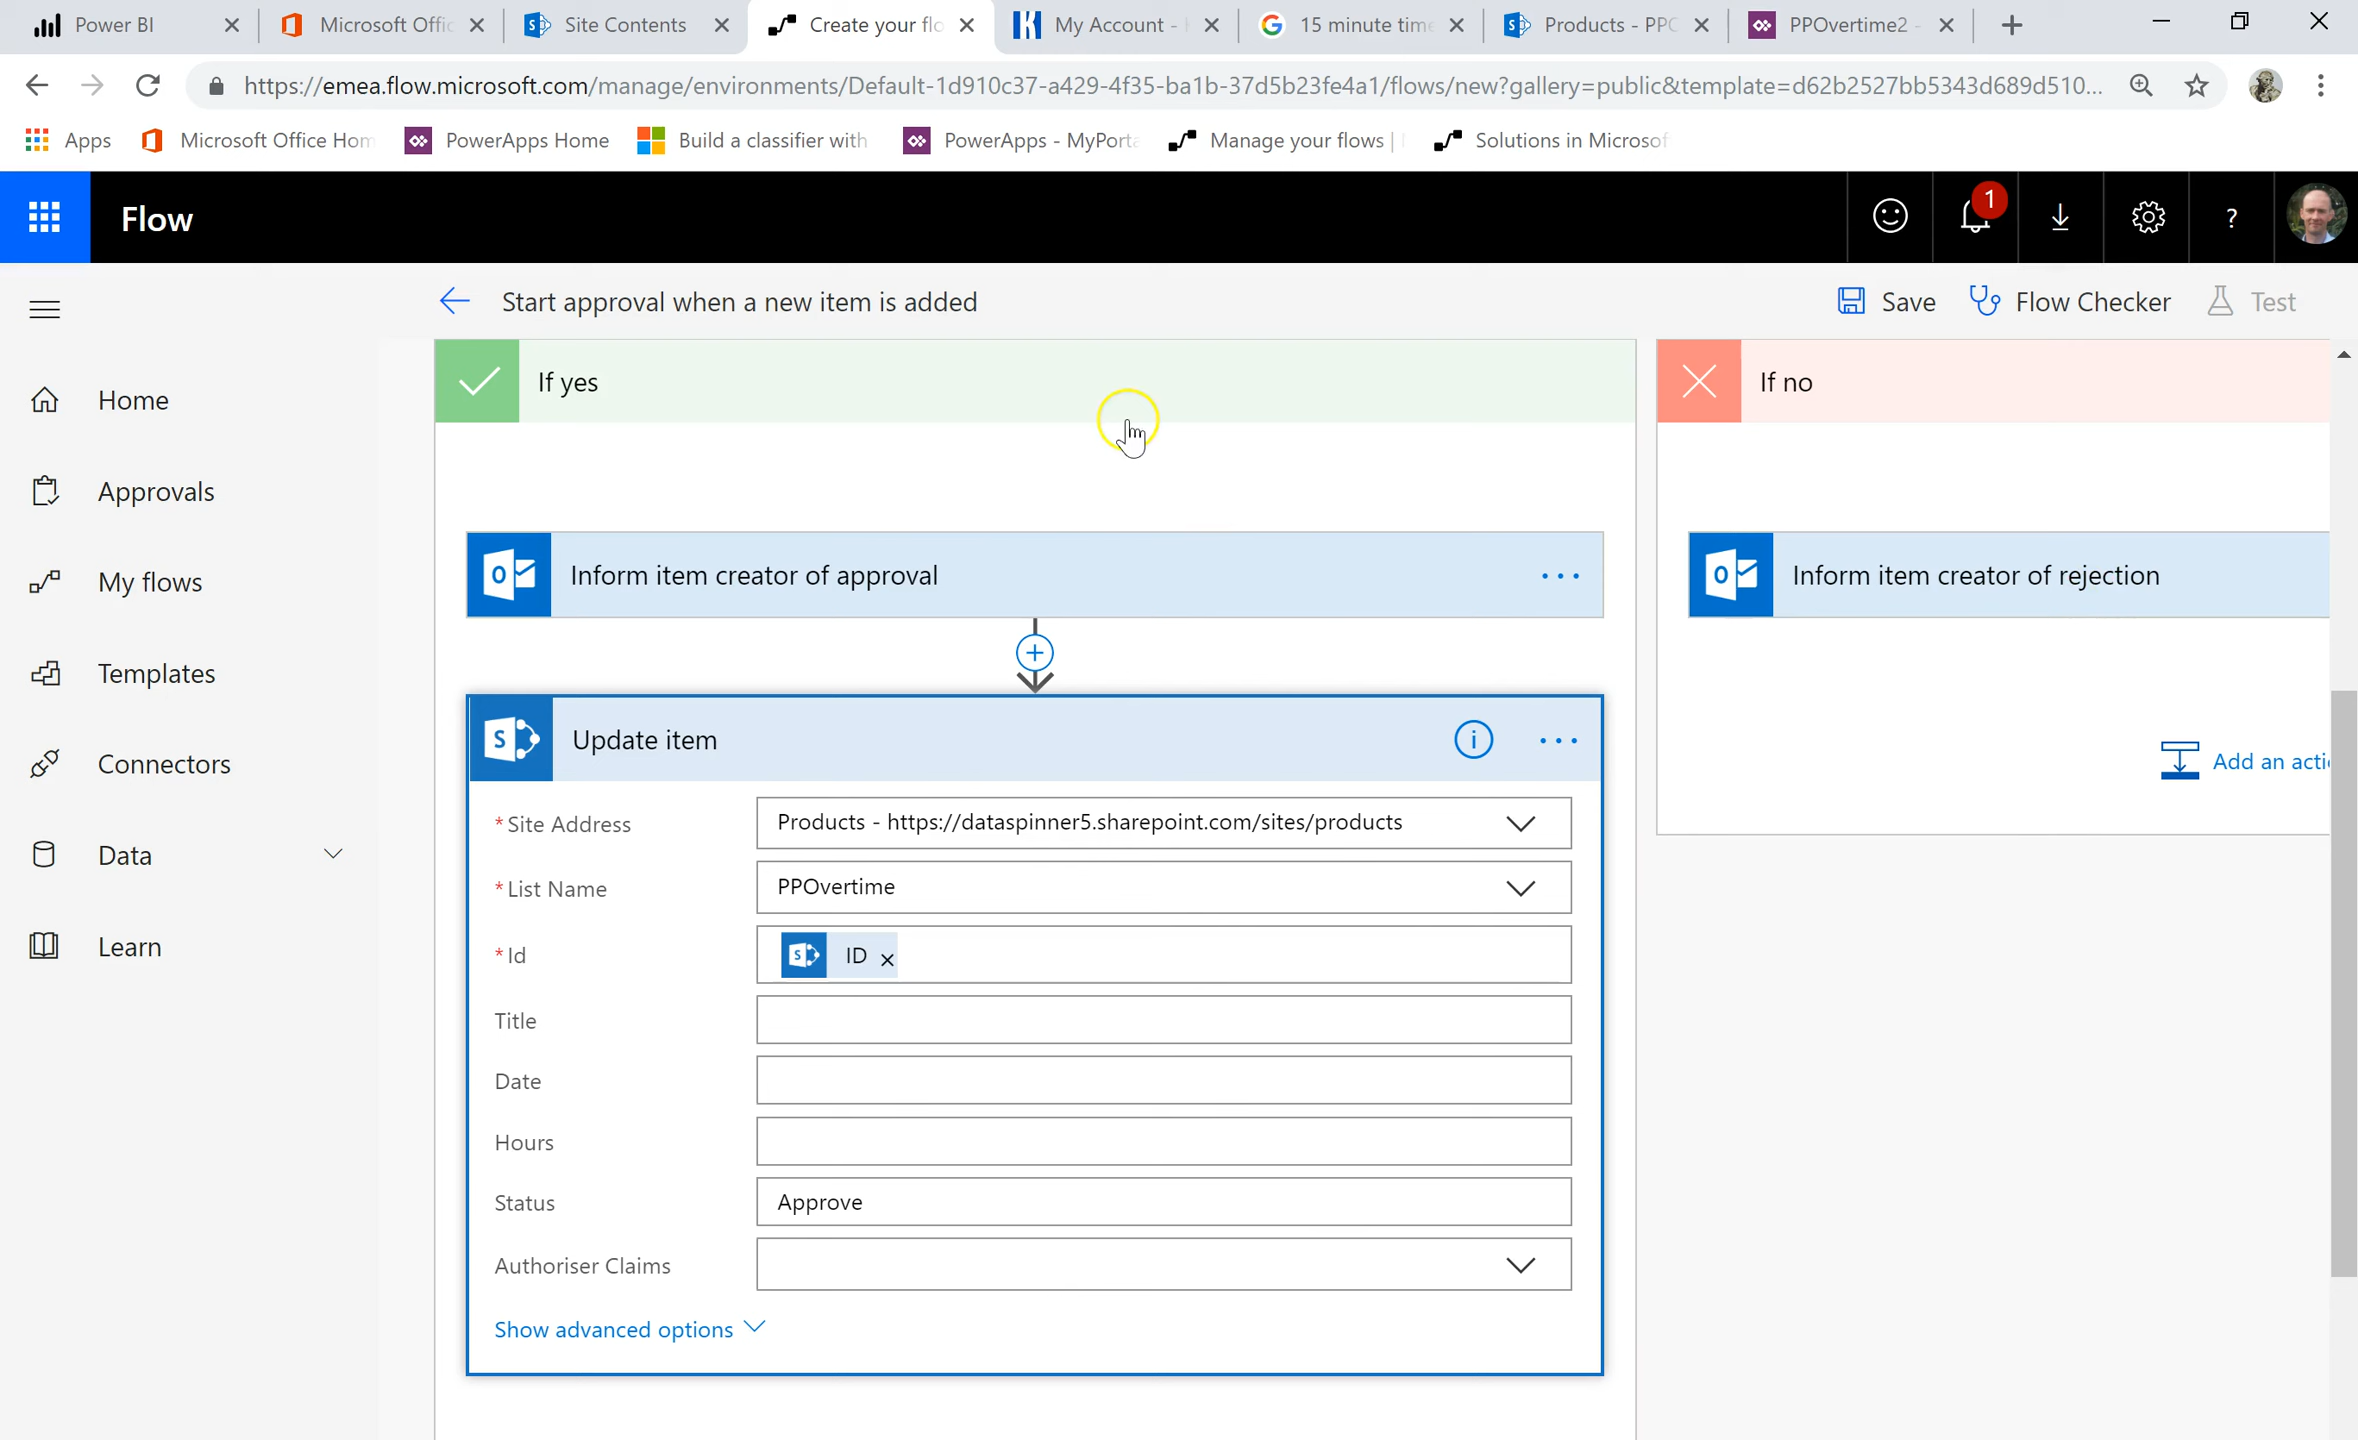 Power BI
Microsoft Offic
Site Contents
Create your flo
My Account -
15 minute time
Products - PPO
PPOvertime2 -
https://emea.flow.microsoft.com/manage/environments/Default-1d910c37-a429-4f35-ba1b-37d5b23fe4a1/flows/new?gallery=public&template=d62b2527bb5343d689d510...
Apps
Microsoft Office Hom
PowerApps Home
Build a classifier with
PowerApps - MyPorta
Manage your flows |
Solutions in Microsof
Flow
1
?
Start approval when a new item is added
Save
Flow Checker
Test
Home
Approvals
My flows
Templates
Connectors
Data
Learn
If yes
If no
Inform item creator of approval
...
Inform item creator of rejection
Update item
...
Add an acti
* Site Address
Products - https://dataspinner5.sharepoint.com/sites/products
* List Name
PPOvertime
* Id
ID ×
Title
Date
Hours
Status
Approve
Authoriser Claims
Show advanced options